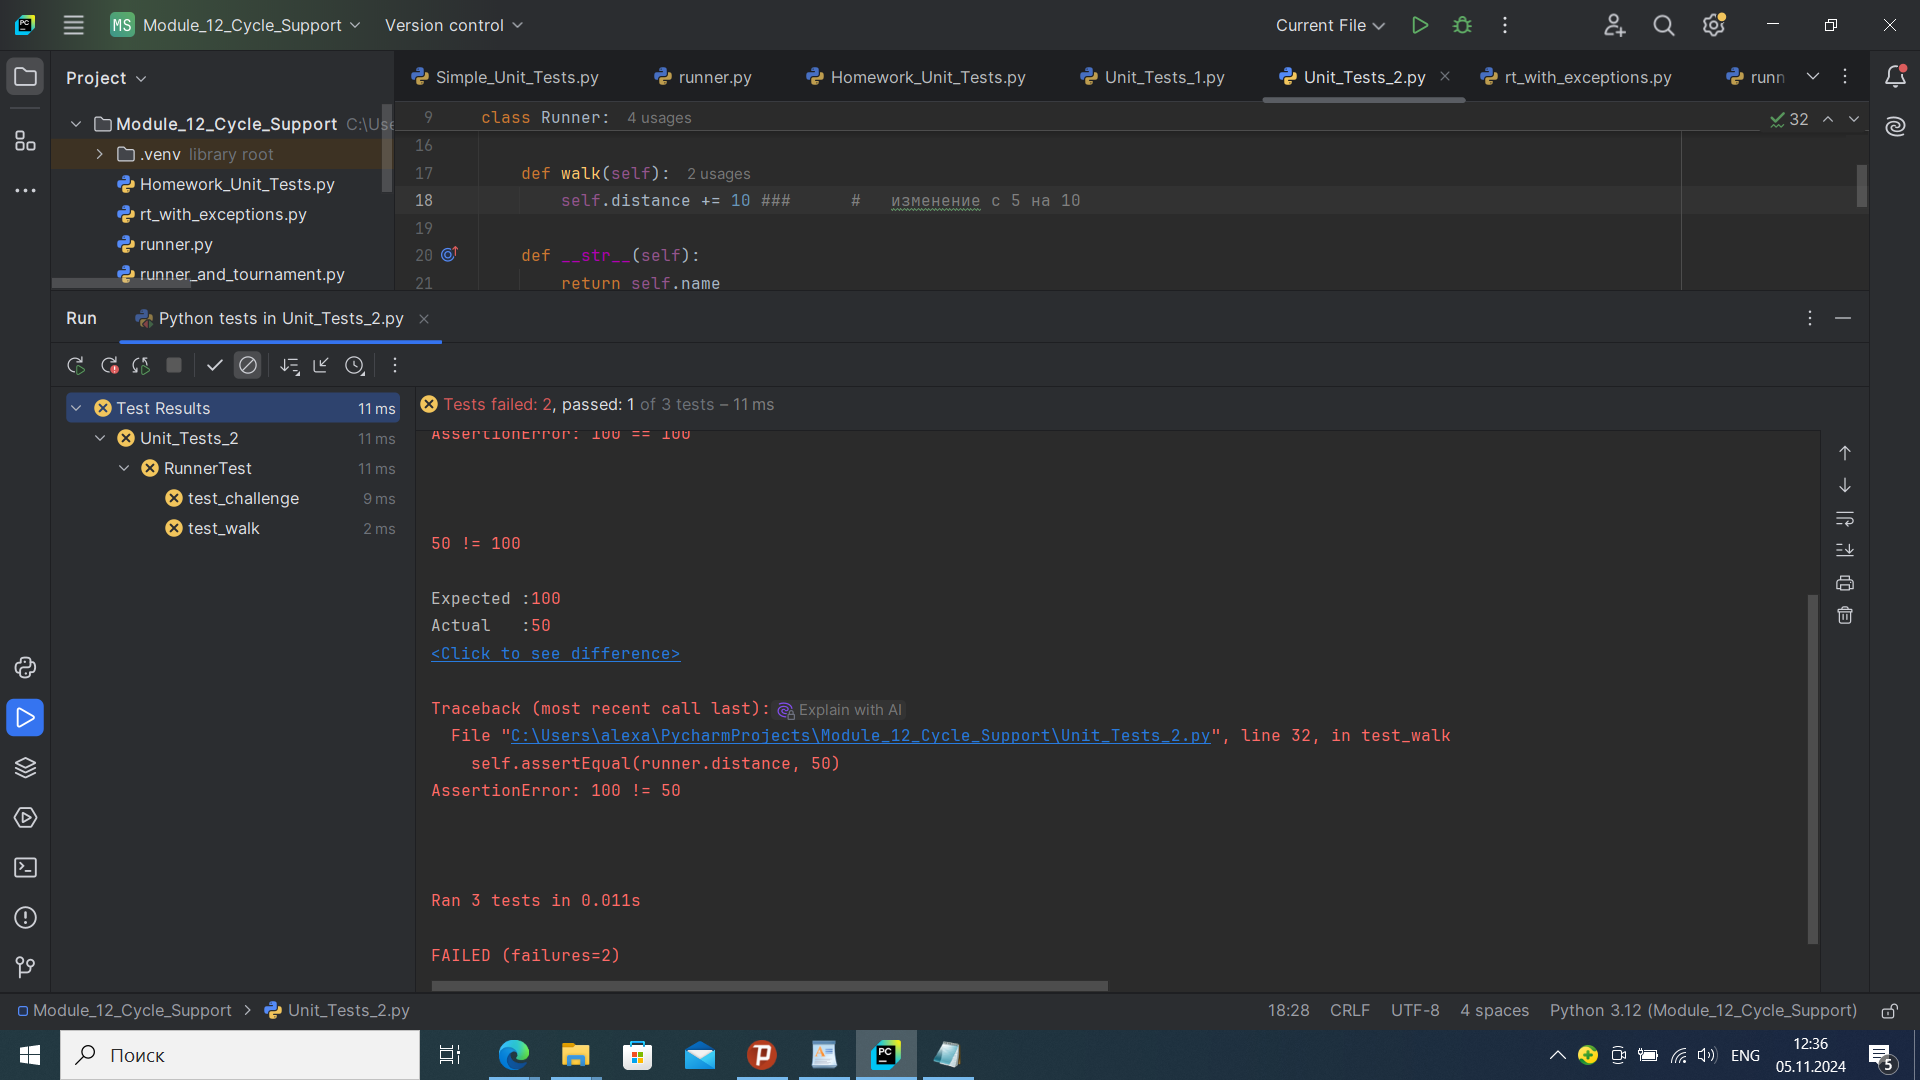 PC
MS Module_12_Cycle_Support
Version control
Current File
Project
Simple_Unit_Tests.py
runner.py
Homework_Unit_Tests.py
Unit_Tests_1.py
Unit_Tests_2.py
rt_with_exceptions.py
runn
Module_12_Cycle_Support C:\Use
.venv library root
Homework_Unit_Tests.py
rt_with_exceptions.py
runner.py
runner_and_tournament.py
9 class Runner: 4 usages
32
16
17 def walk(self): 2 usages
18 self.distance += 10 ### # изменение с 5 на 10
19
20 def __str__(self):
21 return self.name
Run
Python tests in Unit_Tests_2.py
Test Results 11 ms
Unit_Tests_2 11 ms
RunnerTest 11 ms
test_challenge 9 ms
test_walk 2 ms
Tests failed: 2, passed: 1 of 3 tests – 11 ms
AssertionError: 100 == 100
50 != 100
Expected :100
Actual :50
<Click to see difference>
Traceback (most recent call last): Explain with AI
File "C:\Users\alexa\PycharmProjects\Module_12_Cycle_Support\Unit_Tests_2.py", line 32, in test_walk
self.assertEqual(runner.distance, 50)
AssertionError: 100 != 50
Ran 3 tests in 0.011s
FAILED (failures=2)
Module_12_Cycle_Support > Unit_Tests_2.py
18:28 CRLF UTF-8 4 spaces Python 3.12 (Module_12_Cycle_Support)
Поиск
PC
ENG
12:36
05.11.2024
5